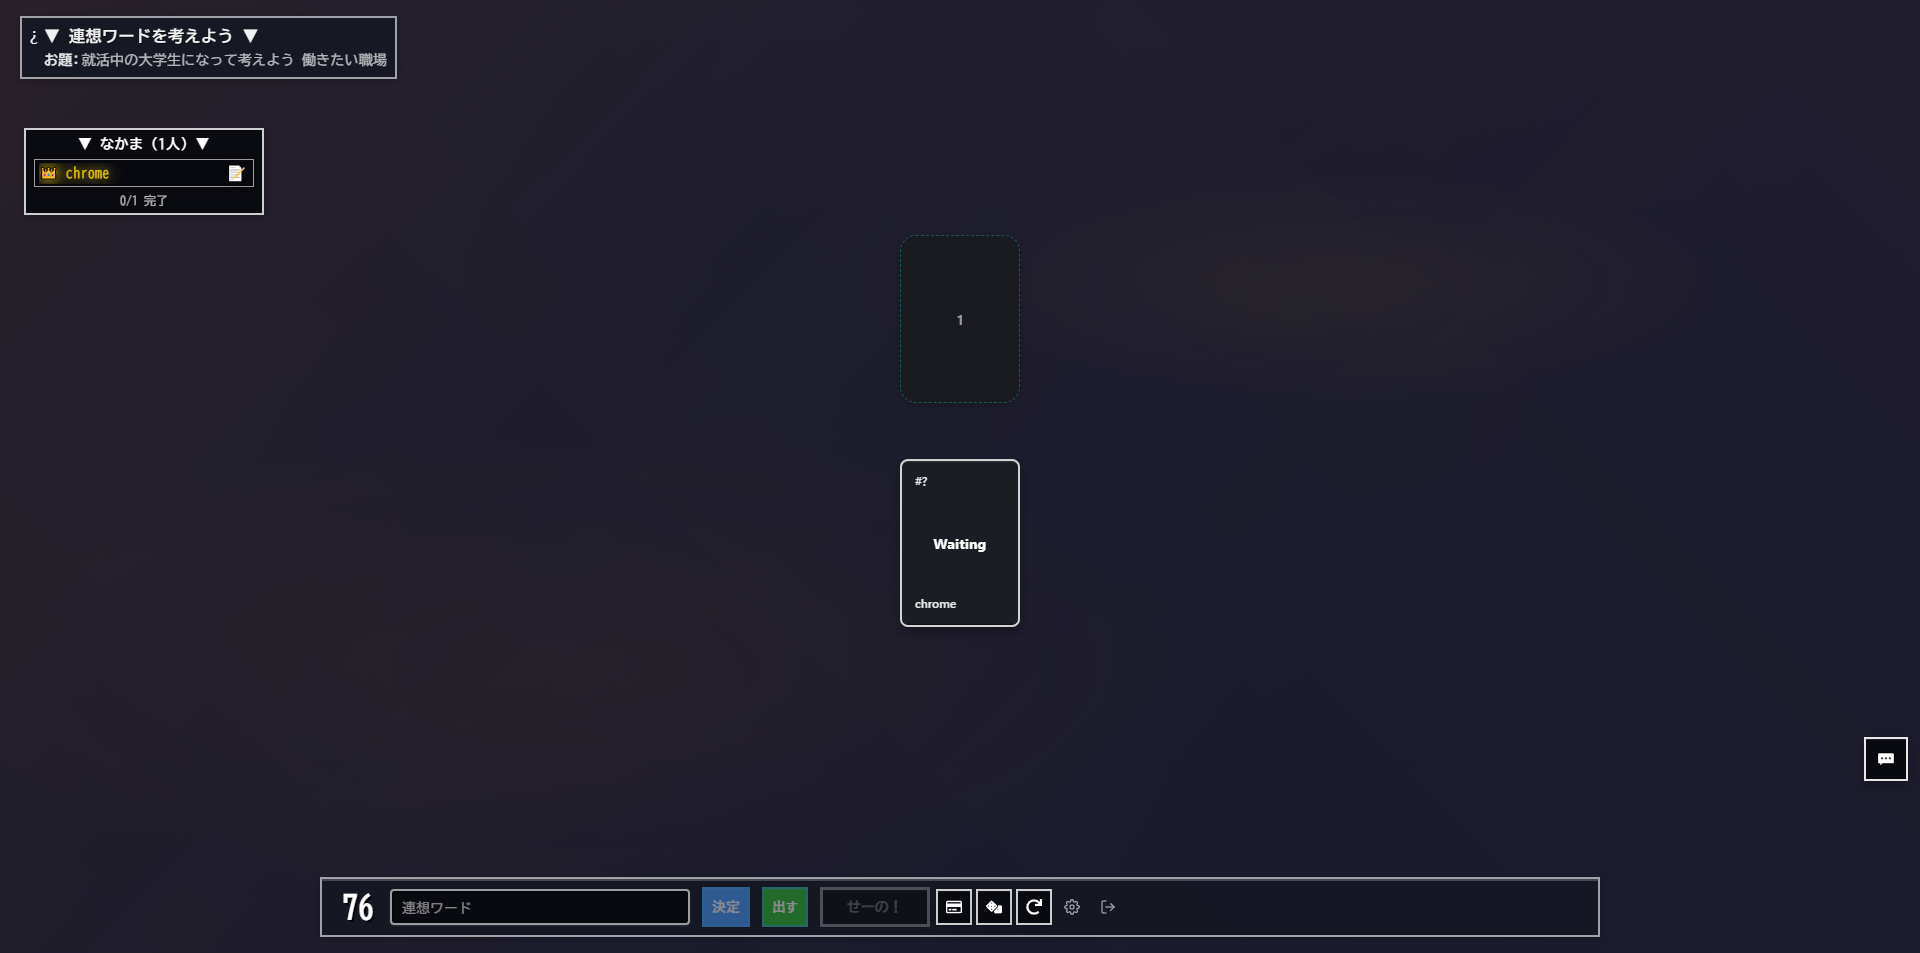 ¿ ▼ 連想ワードを考えよう ▼
お題: 就活中の大学生になって考えよう 働きたい職場
▼ なかま (1人) ▼
chrome
0/1 完了
1
#?
Waiting
chrome
76 連想ワード 決定 出す せーの!